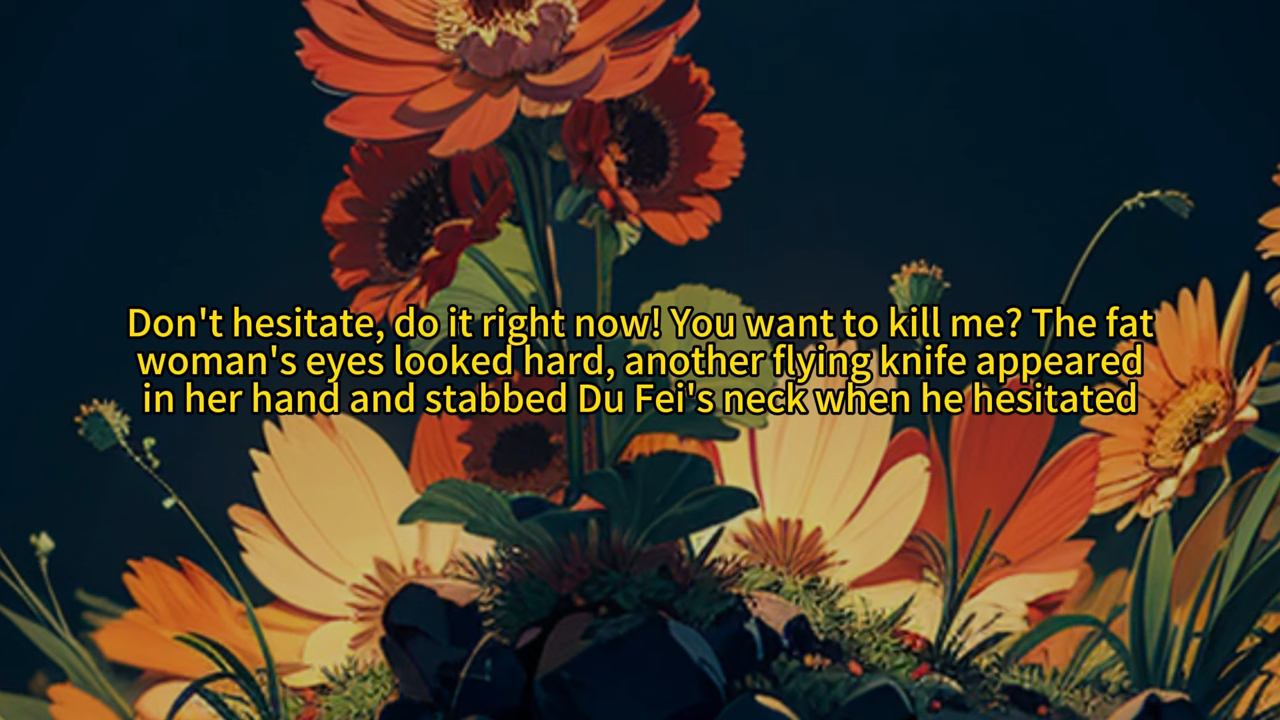 Don't hesitate, do it right now! You want to kill me? The fat
woman's eyes looked hard, another flying knife appeared
in her hand and stabbed Du Fei's neck when he hesitated